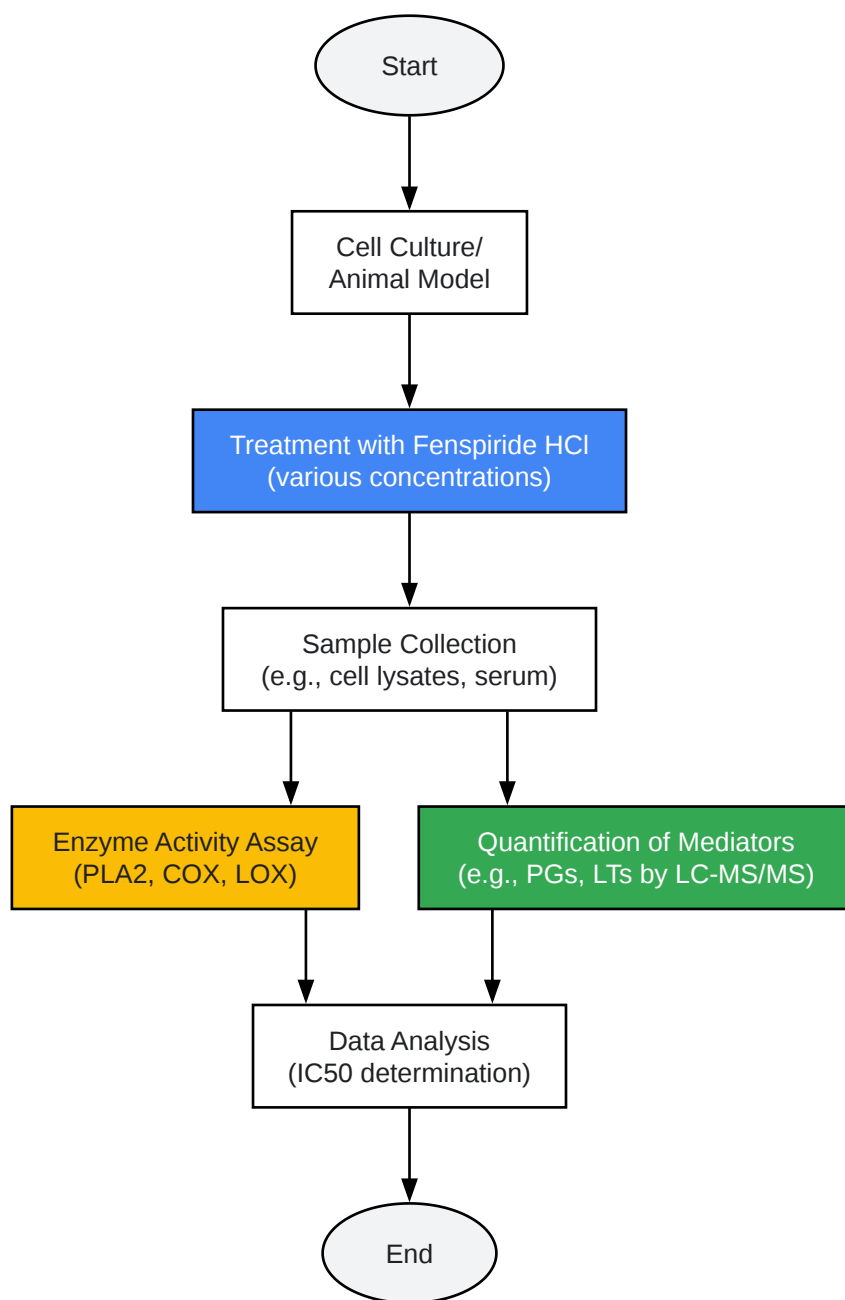 Start
Cell Culture/
Animal Model
Treatment with Fenspiride HCl
(various concentrations)
Sample Collection
(e.g., cell lysates, serum)
Enzyme Activity Assay
(PLA2, COX, LOX)
Quantification of Mediators
(e.g., PGs, LTs by LC-MS/MS)
Data Analysis
(IC50 determination)
End